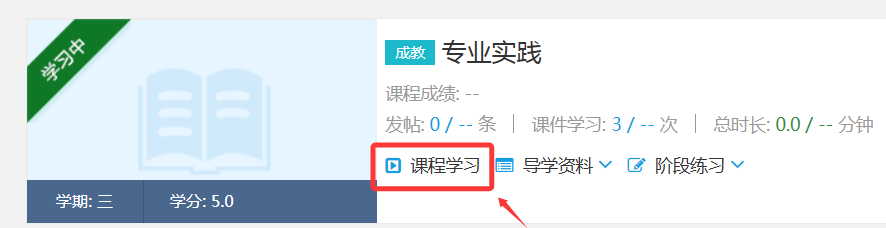 学习中
成教 专业实践
课程成绩: --
发帖: 0 / -- 条 | 课件学习: 3 / -- 次 | 总时长: 0.0 / -- 分钟
课程学习 导学资料 阶段练习
学期: 三 学分: 5.0